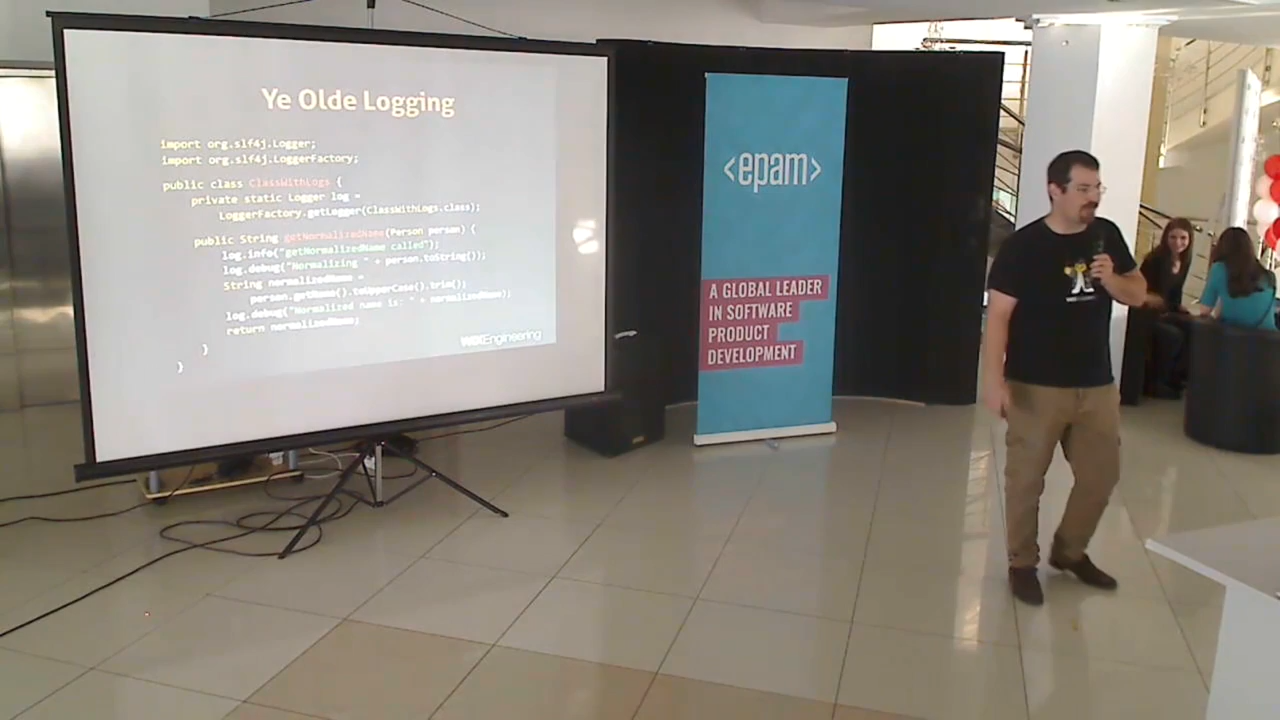 Ye Olde Logging
import org.slf4j.Logger;
import org.slf4j.LoggerFactory;
public class ClassWithLogs {
private static Logger log =
LoggerFactory.getLogger(ClassWithLogs.class);
public String getNormalizedName(Person person) {
log.info("getNormalizedName called");
log.debug("Normalizing " + person.toString());
String normalizedName =
person.getName().toUpperCase().trim();
log.debug("Normalized name is: " + normalizedName);
return normalizedName;
}
}
WIXEngineering
<epam>
A GLOBAL LEADER
IN SOFTWARE
PRODUCT
DEVELOPMENT